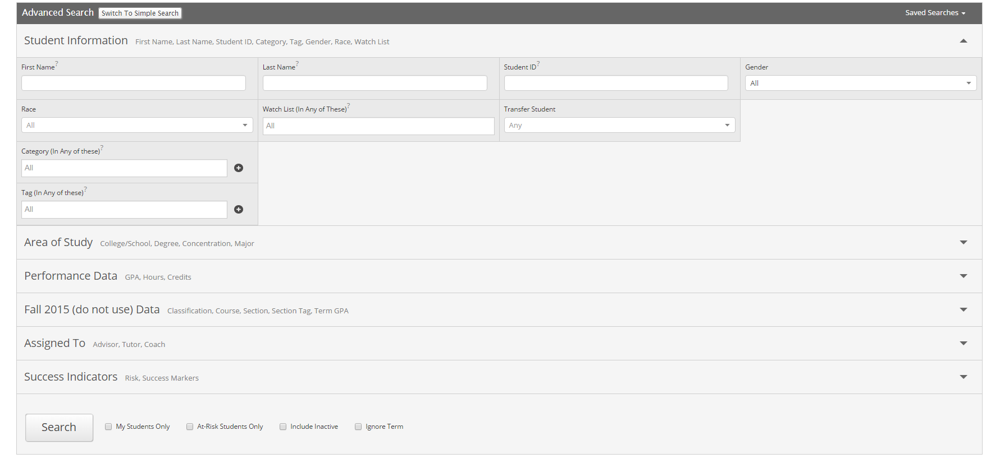 Advanced Search Switch To Simple Search Saved Searches
Student Information First Name, Last Name, Student ID, Category, Tag, Gender, Race, Watch List
First Name? Last Name? Student ID? Gender
All
Race Watch List (In Any of These)? Transfer Student
All All Any
Category (In Any of these)?
All
Tag (In Any of these)?
All
Area of Study College/School, Degree, Concentration, Major
Performance Data GPA, Hours, Credits
Fall 2015 (do not use) Data Classification, Course, Section, Section Tag, Term GPA
Assigned To Advisor, Tutor, Coach
Success Indicators Risk, Success Markers
Search My Students Only At-Risk Students Only Include Inactive Ignore Term